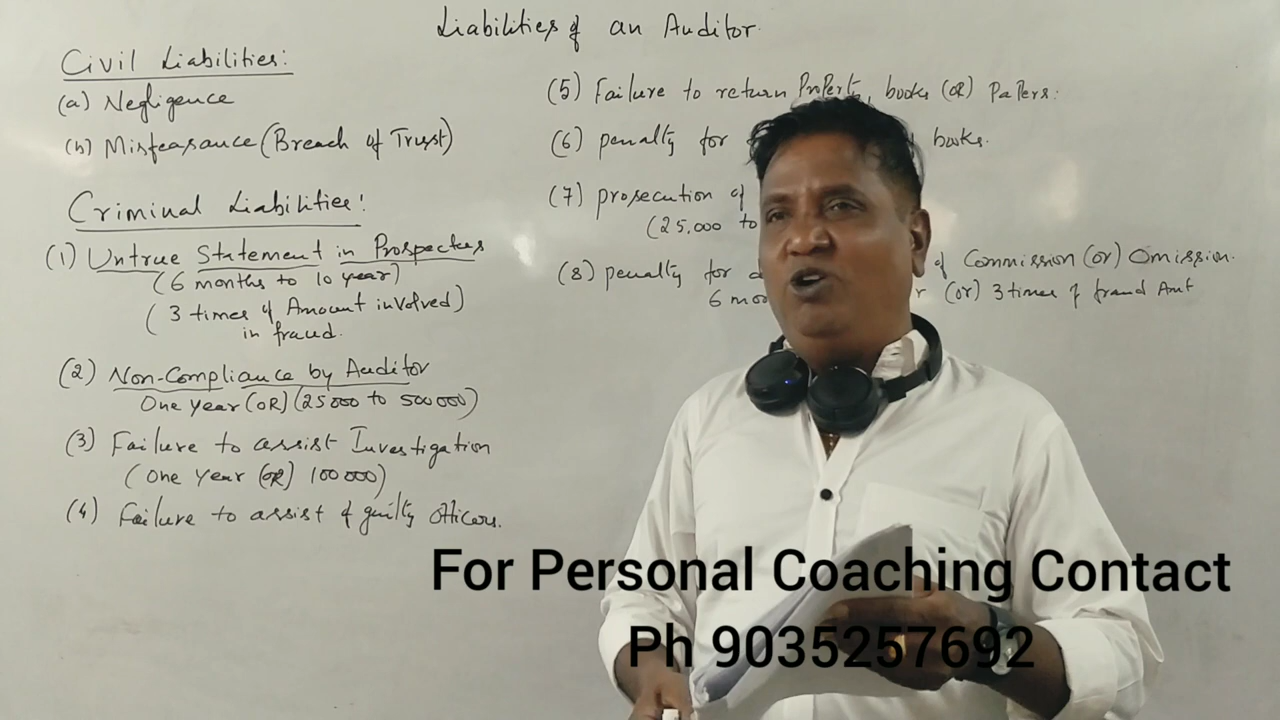 Liabilities of an Auditor.
Civil Liabilities:
(a) Negligence
(b) Misfeasance (Breach of Trust)
Criminal Liabilities:
(1) Untrue Statement in Prospectus
(6 months to 10 year)
(3 times of Amount involved)
in fraud.
(2) Non-Compliance by Auditor
One year (OR) (25000 to 500000)
(3) Failure to assist Investigation
(One Year (OR) 100000)
(4) Failure to assist of guilty officers.
(5) Failure to return Property, books (OR) Papers:
(6) penalty for books.
(7) prosecution of
(25,000 to
(8) penalty for of Commission (or) Omission.
6 (or) 3 times of fraud Amt
For Personal Coaching Contact
Ph 9035257692